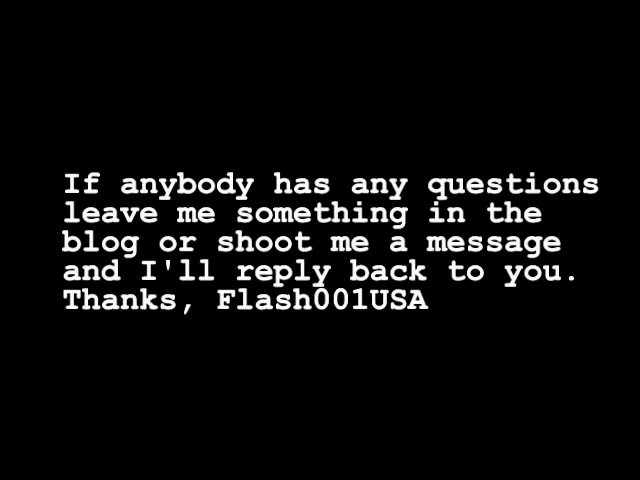 If anybody has any questions
leave me something in the
blog or shoot me a message
and I'll reply back to you.
Thanks, Flash001USA